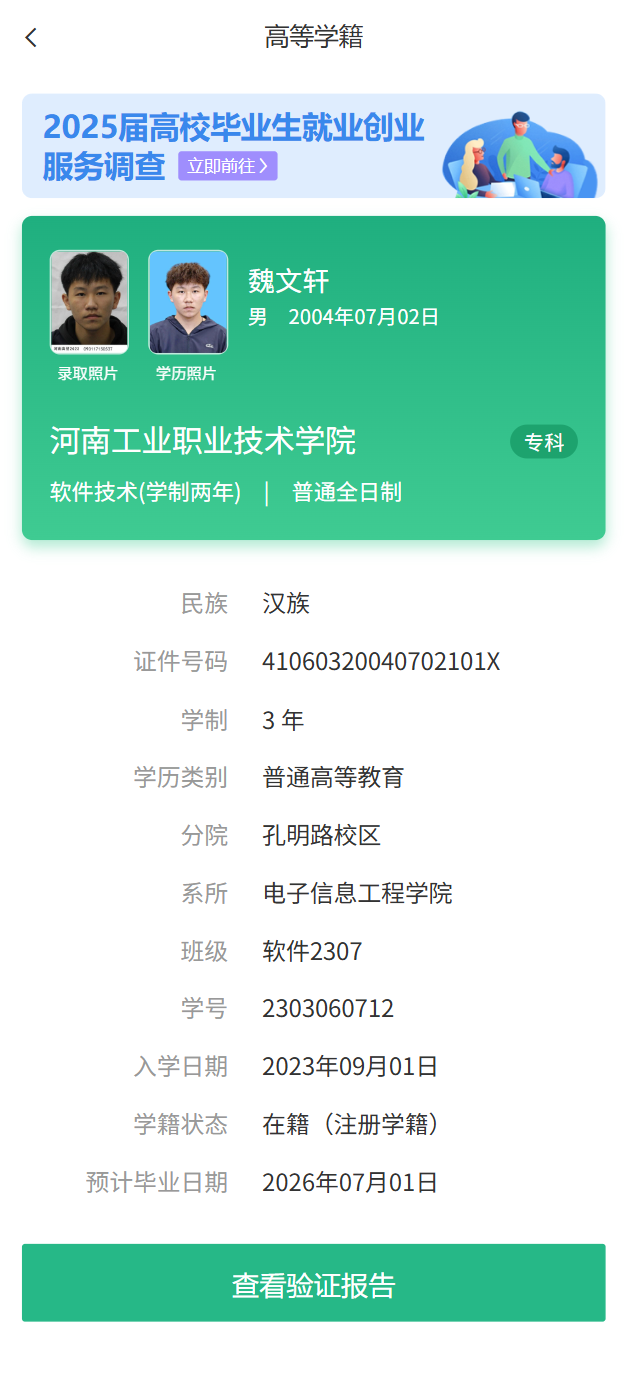 高等学籍
2025届高校毕业生就业创业
服务调查 立即前往
魏文轩
男 2004年07月02日
录取照片 学历照片
河南工业职业技术学院 专科
软件技术(学制两年) | 普通全日制
民族 汉族
证件号码 41060320040702101X
学制 3 年
学历类别 普通高等教育
分院 孔明路校区
系所 电子信息工程学院
班级 软件2307
学号 2303060712
入学日期 2023年09月01日
学籍状态 在籍（注册学籍）
预计毕业日期 2026年07月01日
查看验证报告